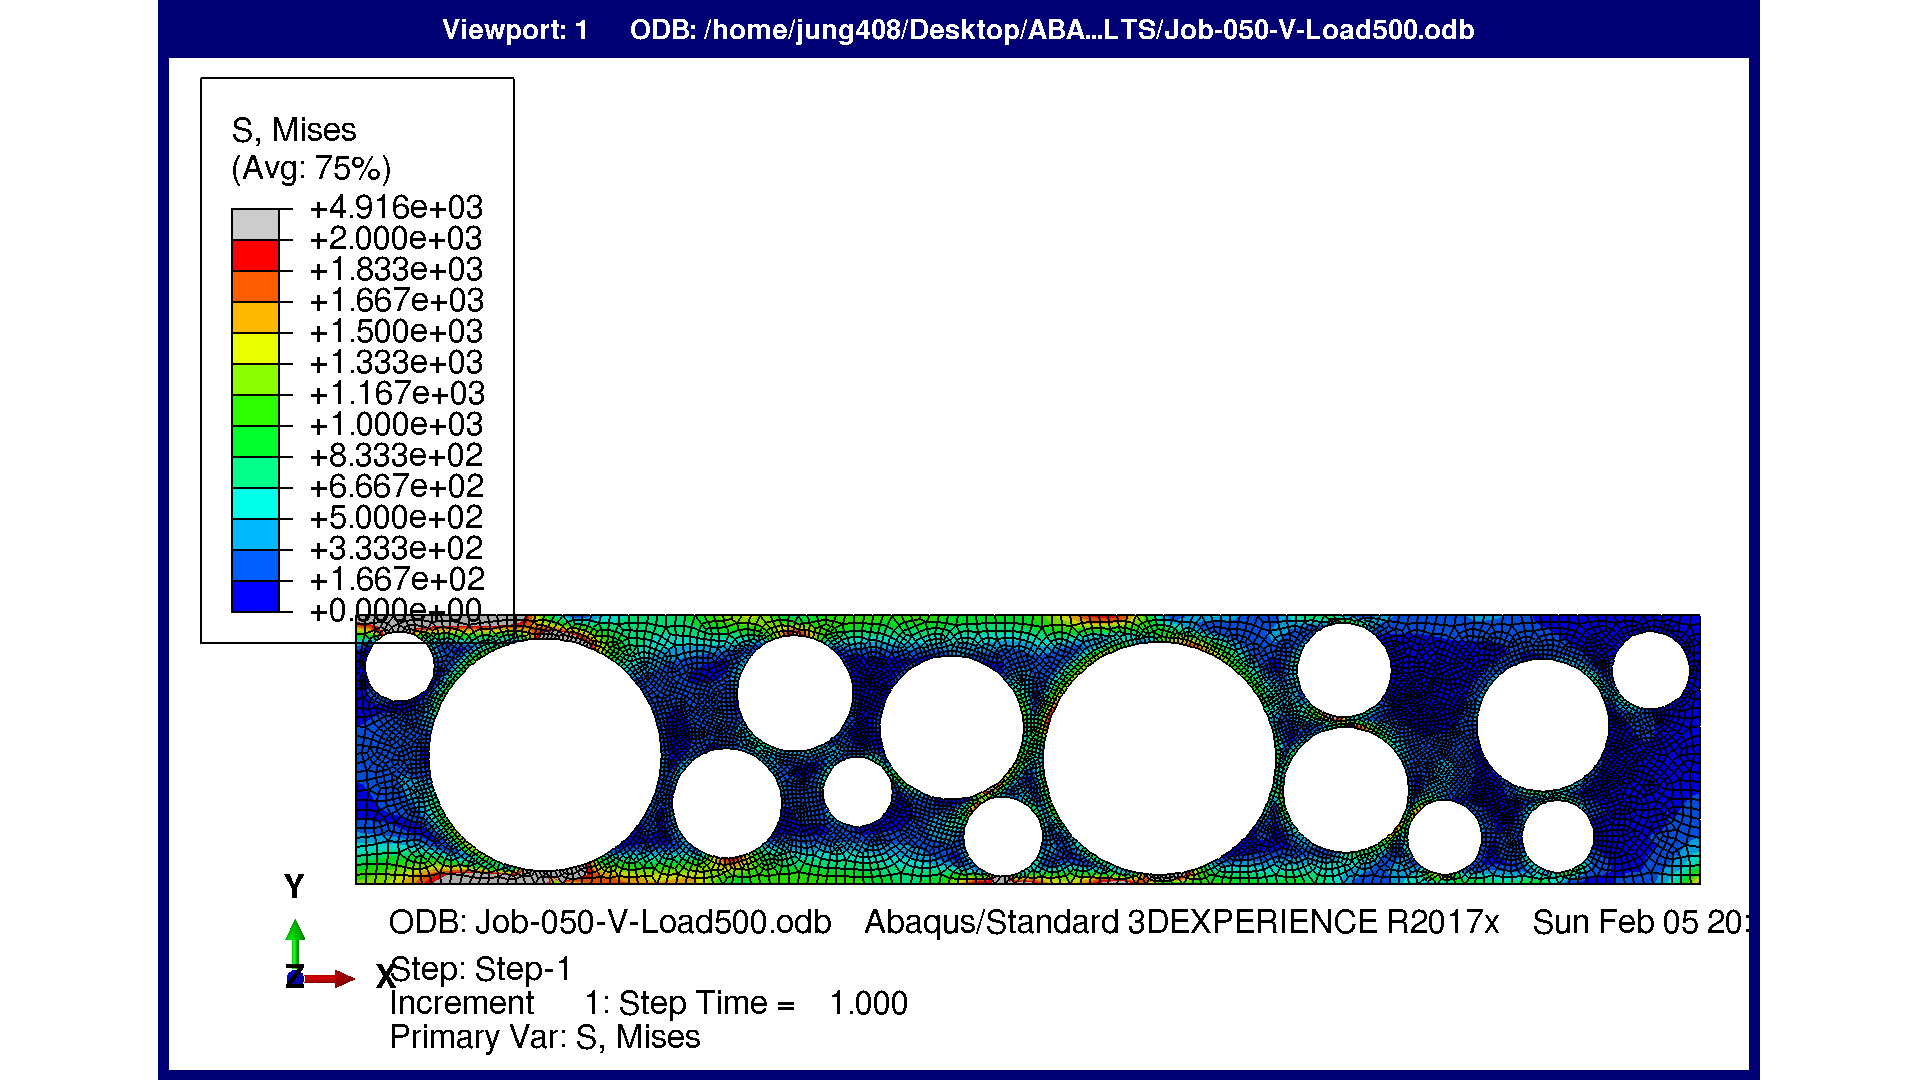 Viewport: 1 ODB: /home/jung408/Desktop/ABA...LTS/Job-050-V-Load500.odb
S, Mises
(Avg: 75%)
+4.916e+03
+2.000e+03
+1.833e+03
+1.667e+03
+1.500e+03
+1.333e+03
+1.167e+03
+1.000e+03
+8.333e+02
+6.667e+02
+5.000e+02
+3.333e+02
+1.667e+02
+0.000e+00
Y
Z X
ODB: Job-050-V-Load500.odb Abaqus/Standard 3DEXPERIENCE R2017x Sun Feb 05 20:
Step: Step-1
Increment 1: Step Time = 1.000
Primary Var: S, Mises